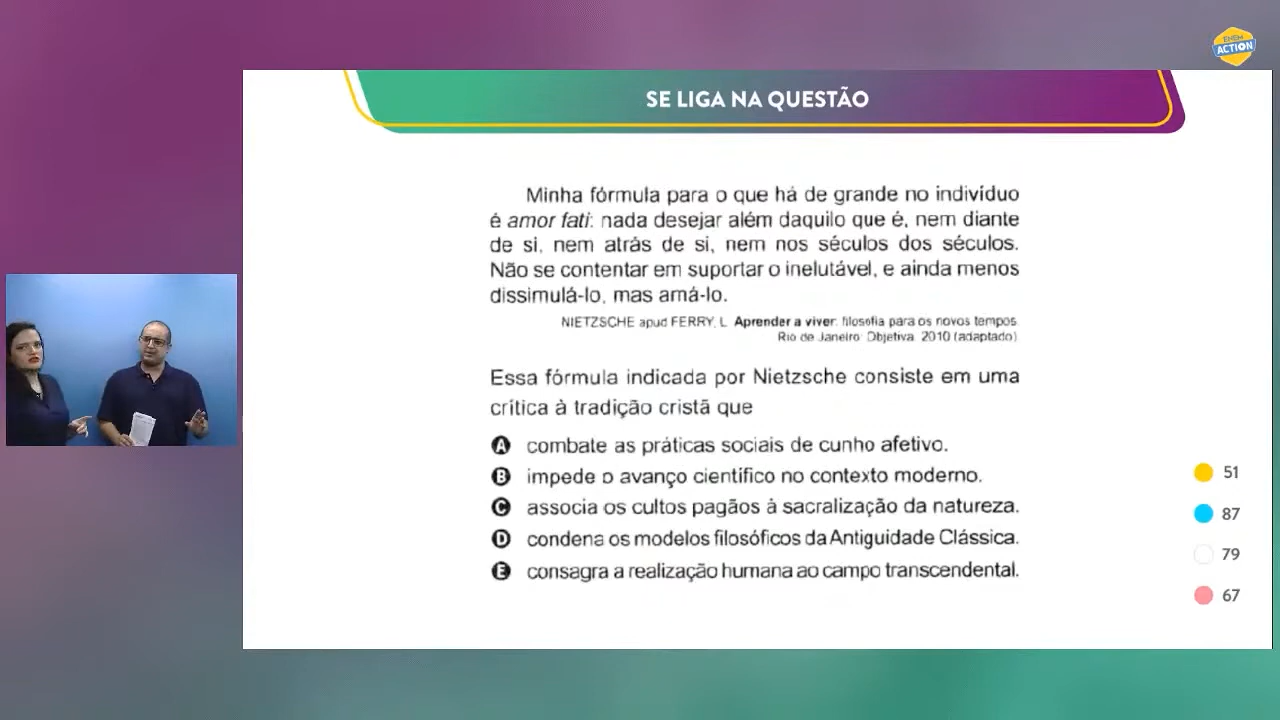 ENEM
ACTION
SE LIGA NA QUESTÃO
Minha fórmula para o que há de grande no indivíduo
é amor fati: nada desejar além daquilo que é, nem diante
de si, nem atrás de si, nem nos séculos dos séculos.
Não se contentar em suportar o inelutável, e ainda menos
dissimulá-lo, mas amá-lo.
NIETZSCHE apud FERRY, L. Aprender a viver: filosofia para os novos tempos.
Rio de Janeiro: Objetiva, 2010 (adaptado).
Essa fórmula indicada por Nietzsche consiste em uma
crítica à tradição cristã que
A combate as práticas sociais de cunho afetivo.
B impede o avanço científico no contexto moderno.
C associa os cultos pagãos à sacralização da natureza.
D condena os modelos filosóficos da Antiguidade Clássica.
E consagra a realização humana ao campo transcendental.
51
87
79
67